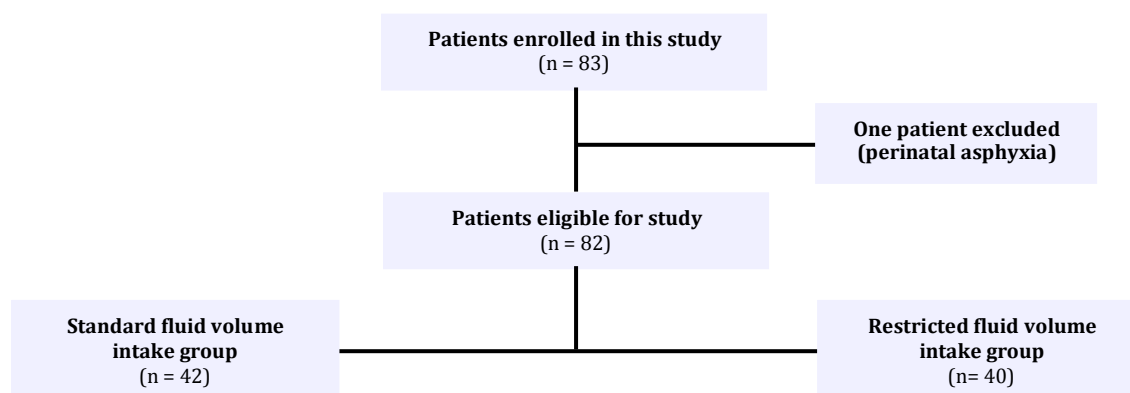 Patients enrolled in this study
(n = 83)
One patient excluded
(perinatal asphyxia)
Patients eligible for study
(n = 82)
Standard fluid volume
intake group
(n = 42)
Restricted fluid volume
intake group
(n= 40)